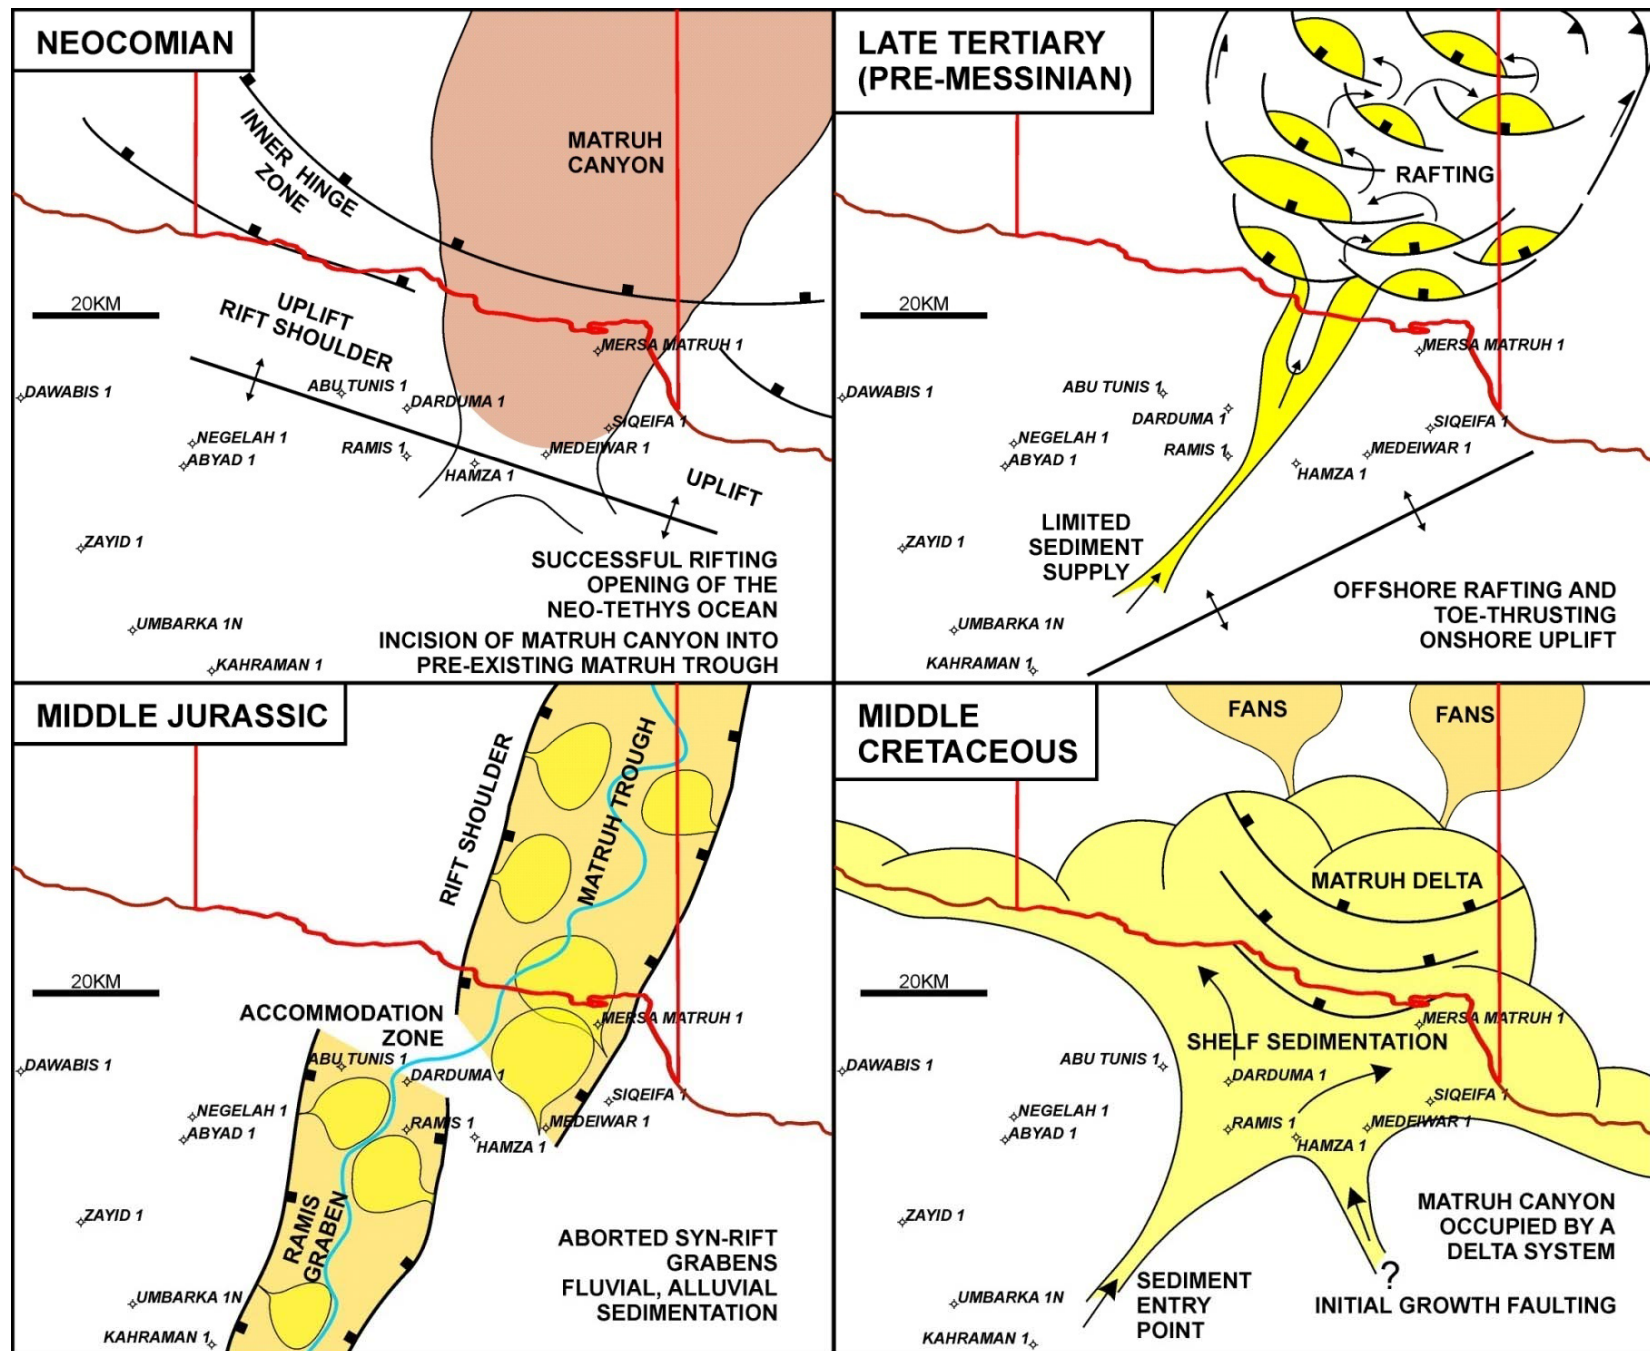 NEOCOMIAN
INNER HINGE
ZONE
MATRUH
CANYON
20KM
UPLIFT
RIFT SHOULDER
MERSA MATRUH 1
DAWABIS 1
ABU TUNIS 1
DARDUMA 1
SIQEIFA 1
NEGELAH 1
RAMIS 1
MEDEIWAR 1
ABYAD 1
HAMZA 1
UPLIFT
ZAYID 1
SUCCESSFUL RIFTING
OPENING OF THE
NEO-TETHYS OCEAN
UMBARKA 1N
INCISION OF MATRUH CANYON INTO
PRE-EXISTING MATRUH TROUGH
KAHRAMAN 1
LATE TERTIARY
(PRE-MESSINIAN)
RAFTING
20KM
MERSA MATRUH 1
DAWABIS 1
ABU TUNIS 1
DARDUMA 1
SIQEIFA 1
NEGELAH 1
RAMIS 1
MEDEIWAR 1
ABYAD 1
HAMZA 1
LIMITED
SEDIMENT
SUPPLY
ZAYID 1
OFFSHORE RAFTING AND
TOE-THRUSTING
ONSHORE UPLIFT
UMBARKA 1N
KAHRAMAN 1
MIDDLE JURASSIC
RIFT SHOULDER
MATRUH TROUGH
20KM
ACCOMMODATION
ZONE
MERSA MATRUH 1
DAWABIS 1
ABU TUNIS 1
DARDUMA 1
SIQEIFA 1
NEGELAH 1
RAMIS 1
MEDEIWAR 1
ABYAD 1
HAMZA 1
RAMIS
GRABEN
ZAYID 1
ABORTED SYN-RIFT
GRABENS
FLUVIAL, ALLUVIAL
SEDIMENTATION
UMBARKA 1N
KAHRAMAN 1
MIDDLE
CRETACEOUS
FANS
FANS
MATRUH DELTA
20KM
MERSA MATRUH 1
SHELF SEDIMENTATION
DAWABIS 1
ABU TUNIS 1
DARDUMA 1
SIQEIFA 1
NEGELAH 1
RAMIS 1
MEDEIWAR 1
ABYAD 1
HAMZA 1
ZAYID 1
MATRUH CANYON
OCCUPIED BY A
DELTA SYSTEM
?
SEDIMENT
ENTRY
POINT
INITIAL GROWTH FAULTING
UMBARKA 1N
KAHRAMAN 1